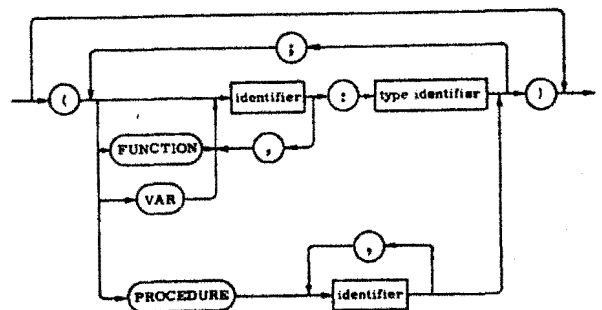 ;
( identifier : type identifier )
FUNCTION ,
VAR
,
PROCEDURE identifier